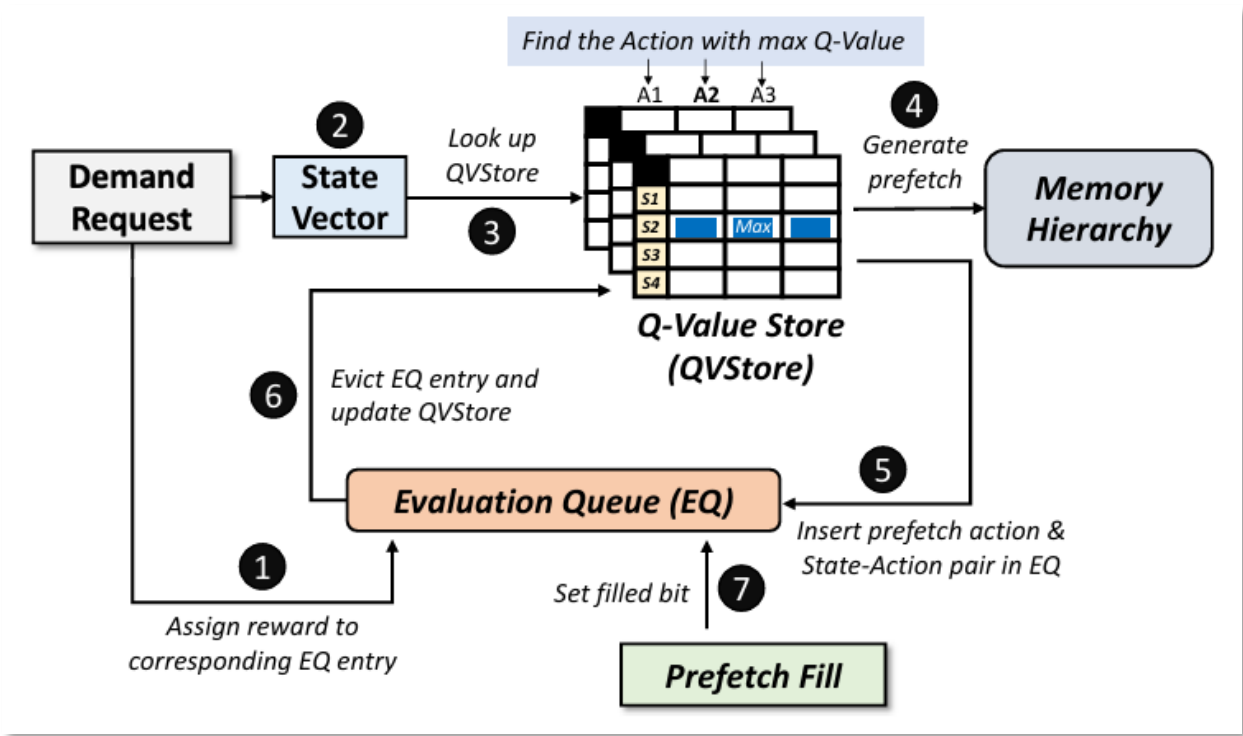 Find the Action with max Q-Value
A1 A2 A3
4
2
Look up
QVStore
Generate
prefetch
Demand
Request
State
Vector
Memory
Hierarchy
3
S1
S2 Max
S3
S4
Q-Value Store
(QVStore)
6
Evict EQ entry and
update QVStore
5
Evaluation Queue (EQ)
Insert prefetch action &
State-Action pair in EQ
1
Set filled bit
7
Assign reward to
corresponding EQ entry
Prefetch Fill